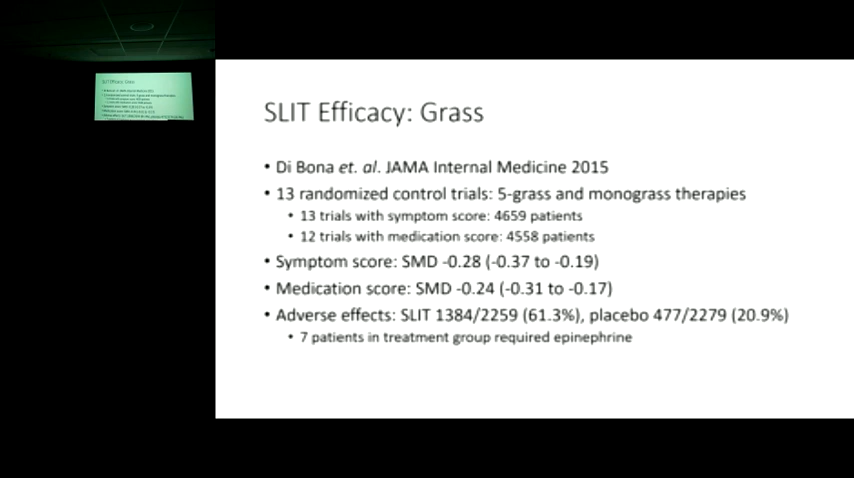 SLIT Efficacy: Grass
• Di Bona et. al. JAMA Internal Medicine 2015
• 13 randomized control trials: 5-grass and monograss therapies
• 13 trials with symptom score: 4659 patients
• 12 trials with medication score: 4558 patients
• Symptom score: SMD -0.28 (-0.37 to -0.19)
• Medication score: SMD -0.24 (-0.31 to -0.17)
• Adverse effects: SLIT 1384/2259 (61.3%), placebo 477/2279 (20.9%)
• 7 patients in treatment group required epinephrine